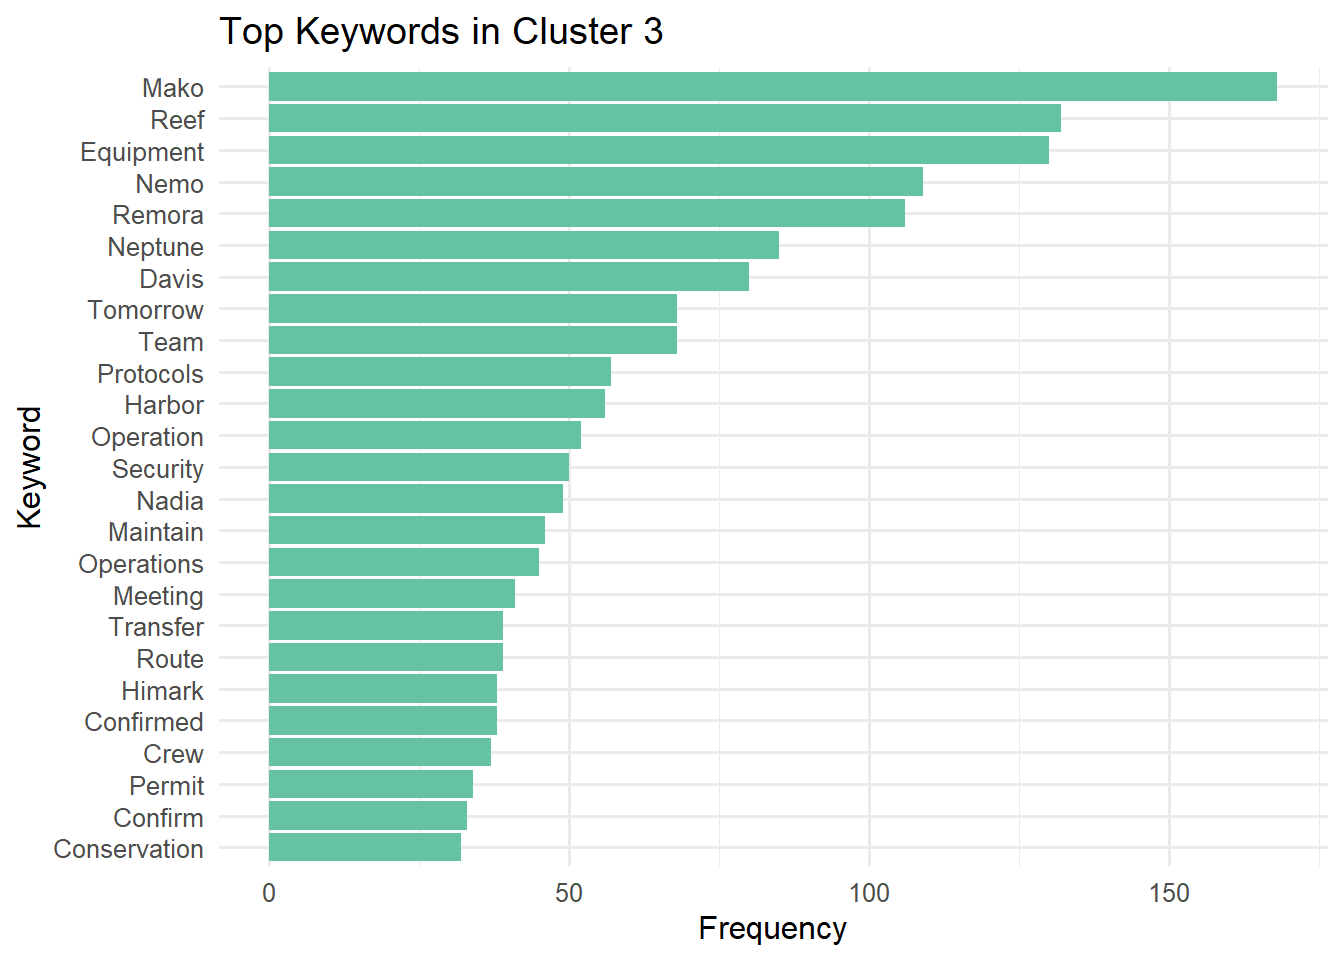 Top Keywords in Cluster 3
Keyword
Mako
Reef
Equipment
Nemo
Remora
Neptune
Davis
Tomorrow
Team
Protocols
Harbor
Operation
Security
Nadia
Maintain
Operations
Meeting
Transfer
Route
Himark
Confirmed
Crew
Permit
Confirm
Conservation
0 50 100 150
Frequency